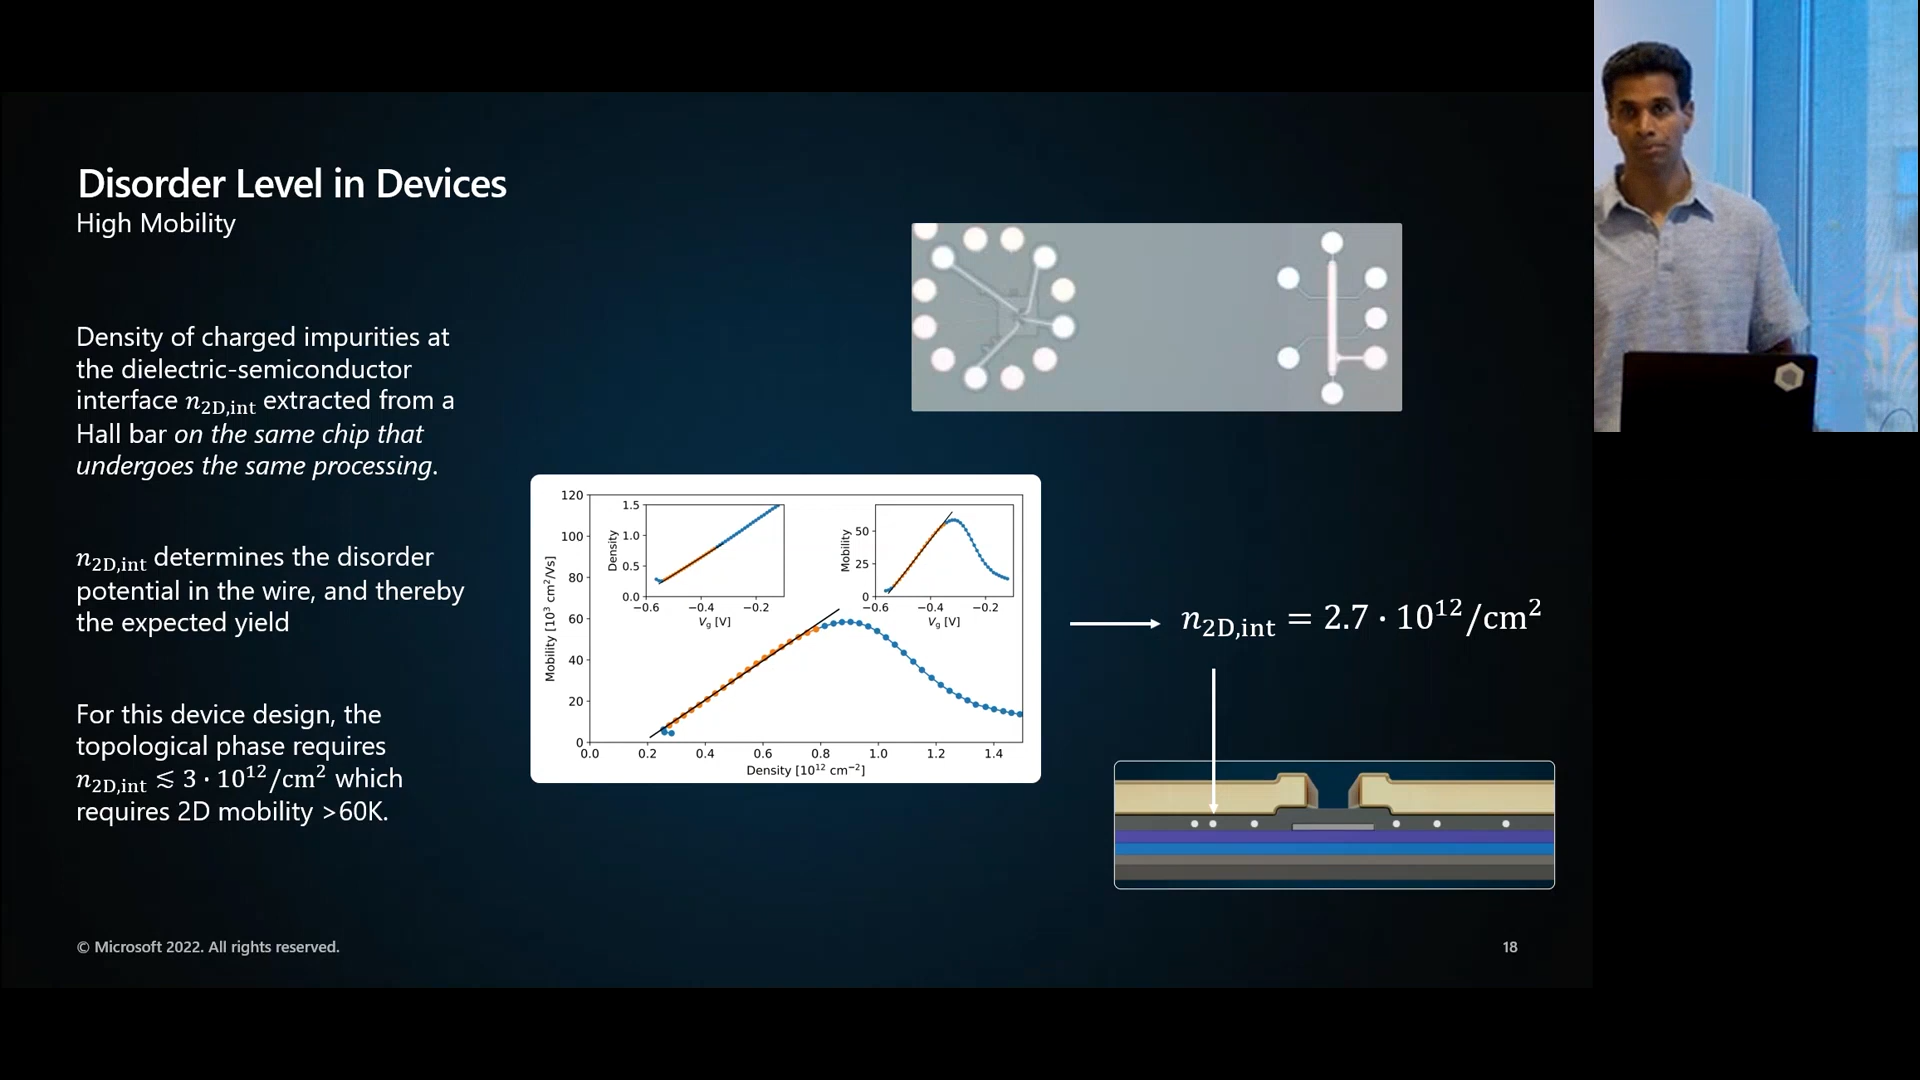 Disorder Level in Devices
High Mobility
Density of charged impurities at
the dielectric-semiconductor
interface n2D,int extracted from a
Hall bar on the same chip that
undergoes the same processing.
n2D,int determines the disorder
potential in the wire, and thereby
the expected yield
For this device design, the
topological phase requires
n2D,int ≲ 3 · 10¹²/cm² which
requires 2D mobility >60K.
120
100
80
60
40
20
0
Mobility [10³ cm²/Vs]
0.0 0.2 0.4 0.6 0.8 1.0 1.2 1.4
Density [10¹² cm⁻²]
1.5
1.0
0.5
0.0
Density
−0.6 −0.4 −0.2
Vg [V]
50
25
0
Mobility
−0.6 −0.4 −0.2
Vg [V]
n2D,int = 2.7 · 10¹²/cm²
© Microsoft 2022. All rights reserved.
18